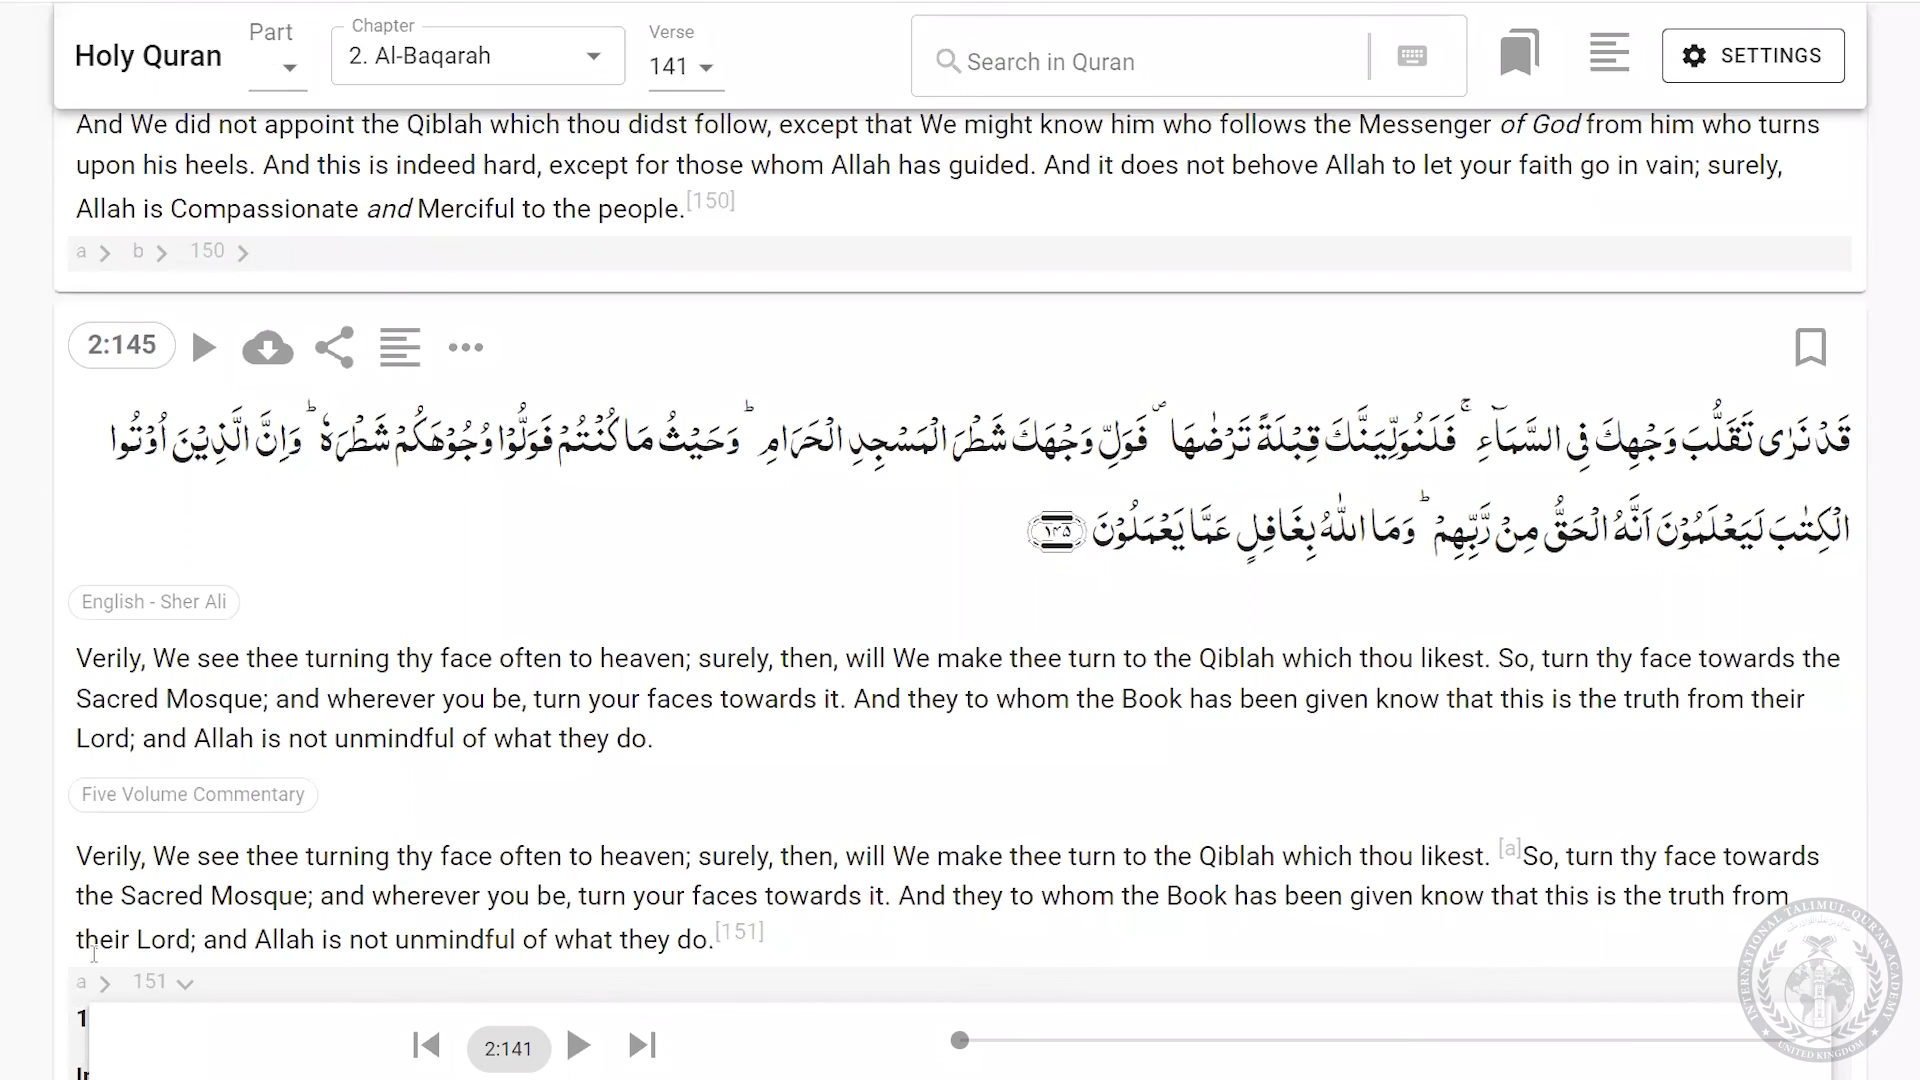 Holy Quran
Part
Chapter
2. Al-Baqarah
Verse
141
Search in Quran
SETTINGS
And We did not appoint the Qiblah which thou didst follow, except that We might know him who follows the Messenger of God from him who turns
upon his heels. And this is indeed hard, except for those whom Allah has guided. And it does not behove Allah to let your faith go in vain; surely,
Allah is Compassionate and Merciful to the people.[150]
a b 150
2:145
قَدْ نَرٰى تَقَلُّبَ وَجْهِكَ فِى السَّمَآءِ ۚ فَلَنُوَلِّيَنَّكَ قِبْلَةً تَرْضٰهَا ۪ فَوَلِّ وَجْهَكَ شَطْرَ الْمَسْجِدِ الْحَرَامِ ؕ وَحَيْثُ مَا كُنْتُمْ فَوَلُّوْا وُجُوْهَكُمْ شَطْرَهٗ ؕ وَاِنَّ الَّذِيْنَ اُوْتُوا
الْكِتٰبَ لَيَعْلَمُوْنَ اَنَّهُ الْحَقُّ مِنْ رَّبِّهِمْ ؕ وَمَا اللّٰهُ بِغَافِلٍ عَمَّا يَعْمَلُوْنَ ۱۴۵
English - Sher Ali
Verily, We see thee turning thy face often to heaven; surely, then, will We make thee turn to the Qiblah which thou likest. So, turn thy face towards the
Sacred Mosque; and wherever you be, turn your faces towards it. And they to whom the Book has been given know that this is the truth from their
Lord; and Allah is not unmindful of what they do.
Five Volume Commentary
Verily, We see thee turning thy face often to heaven; surely, then, will We make thee turn to the Qiblah which thou likest. [a]So, turn thy face towards
the Sacred Mosque; and wherever you be, turn your faces towards it. And they to whom the Book has been given know that this is the truth from
their Lord; and Allah is not unmindful of what they do.[151]
a 151
1
2:141
INTERNATIONAL TALIMUL-QUR'AN ACADEMY
UNITED KINGDOM